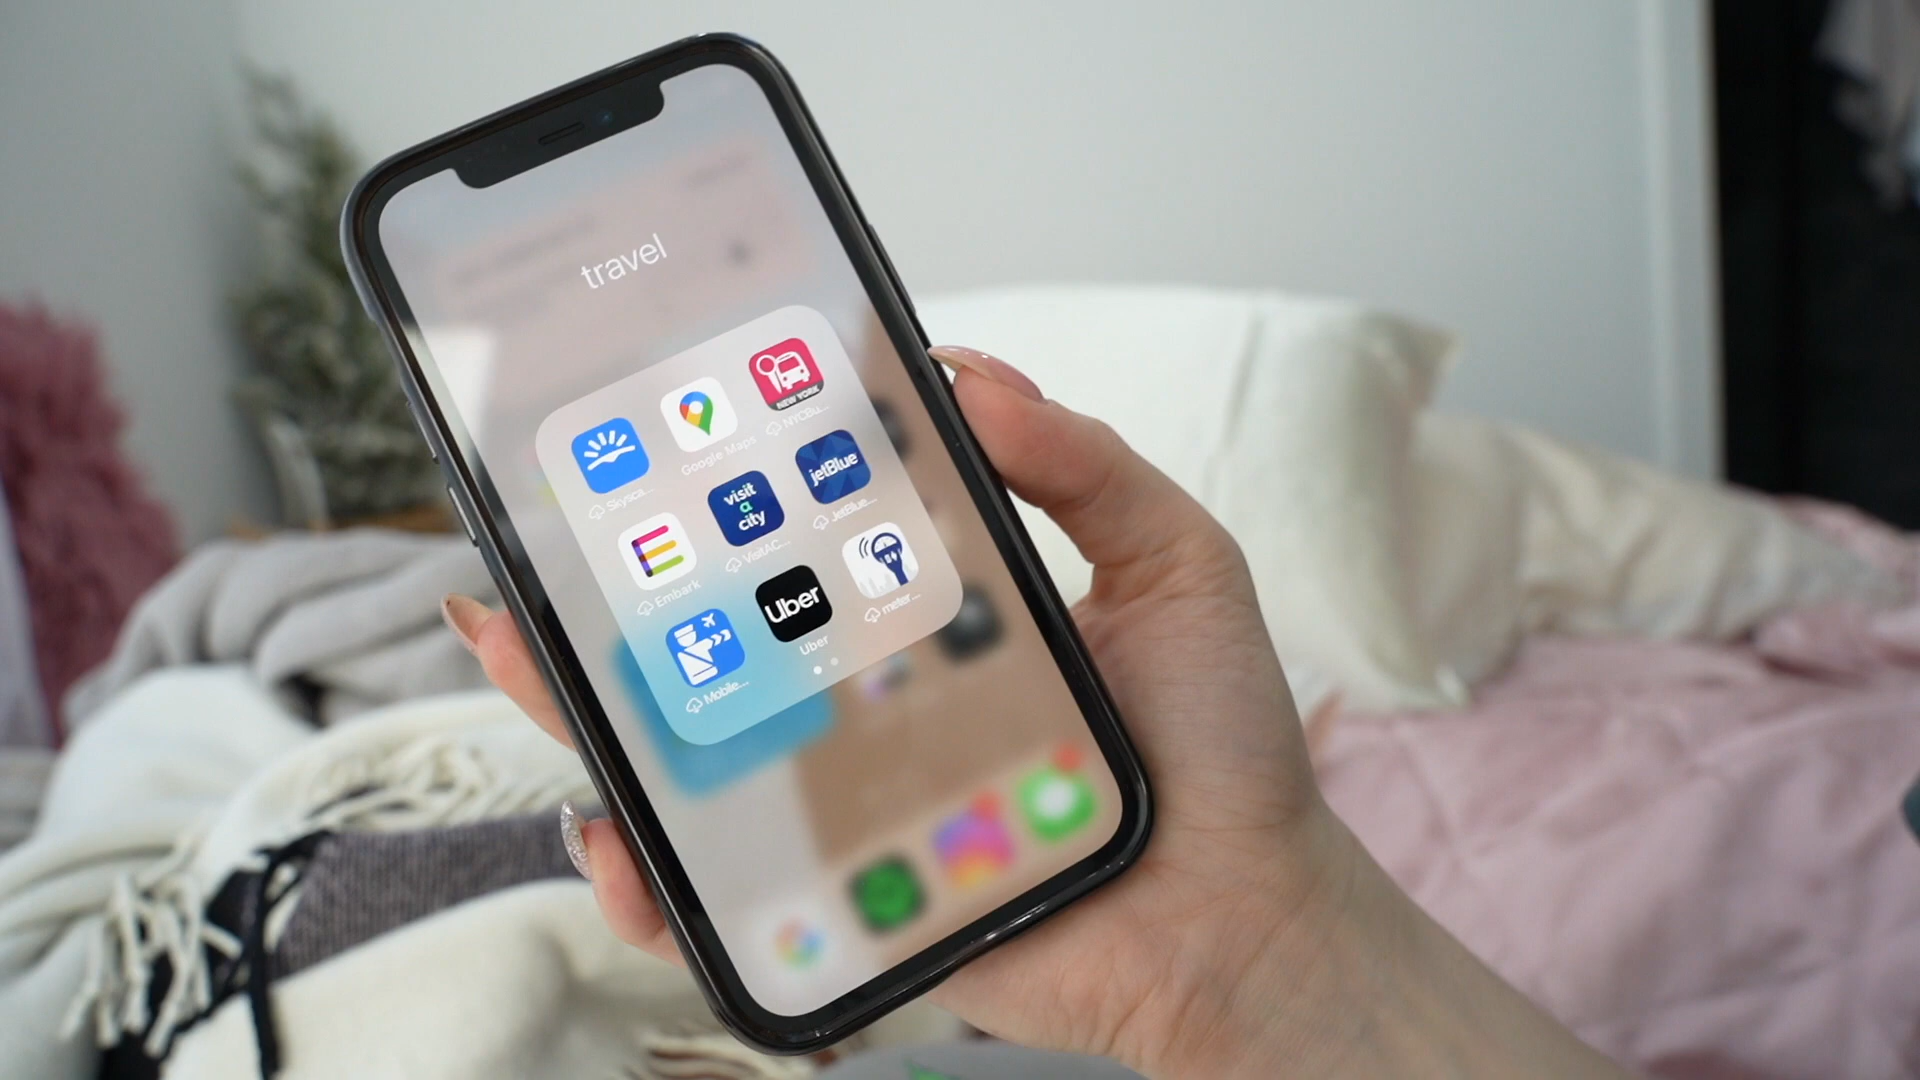 travel
NEW YORK
Skysca...
Google Maps
NYCBu...
visit
a
city
jetBlue
Embark
VisitAC...
JetBlue...
Uber
Mobile...
Uber
meter...